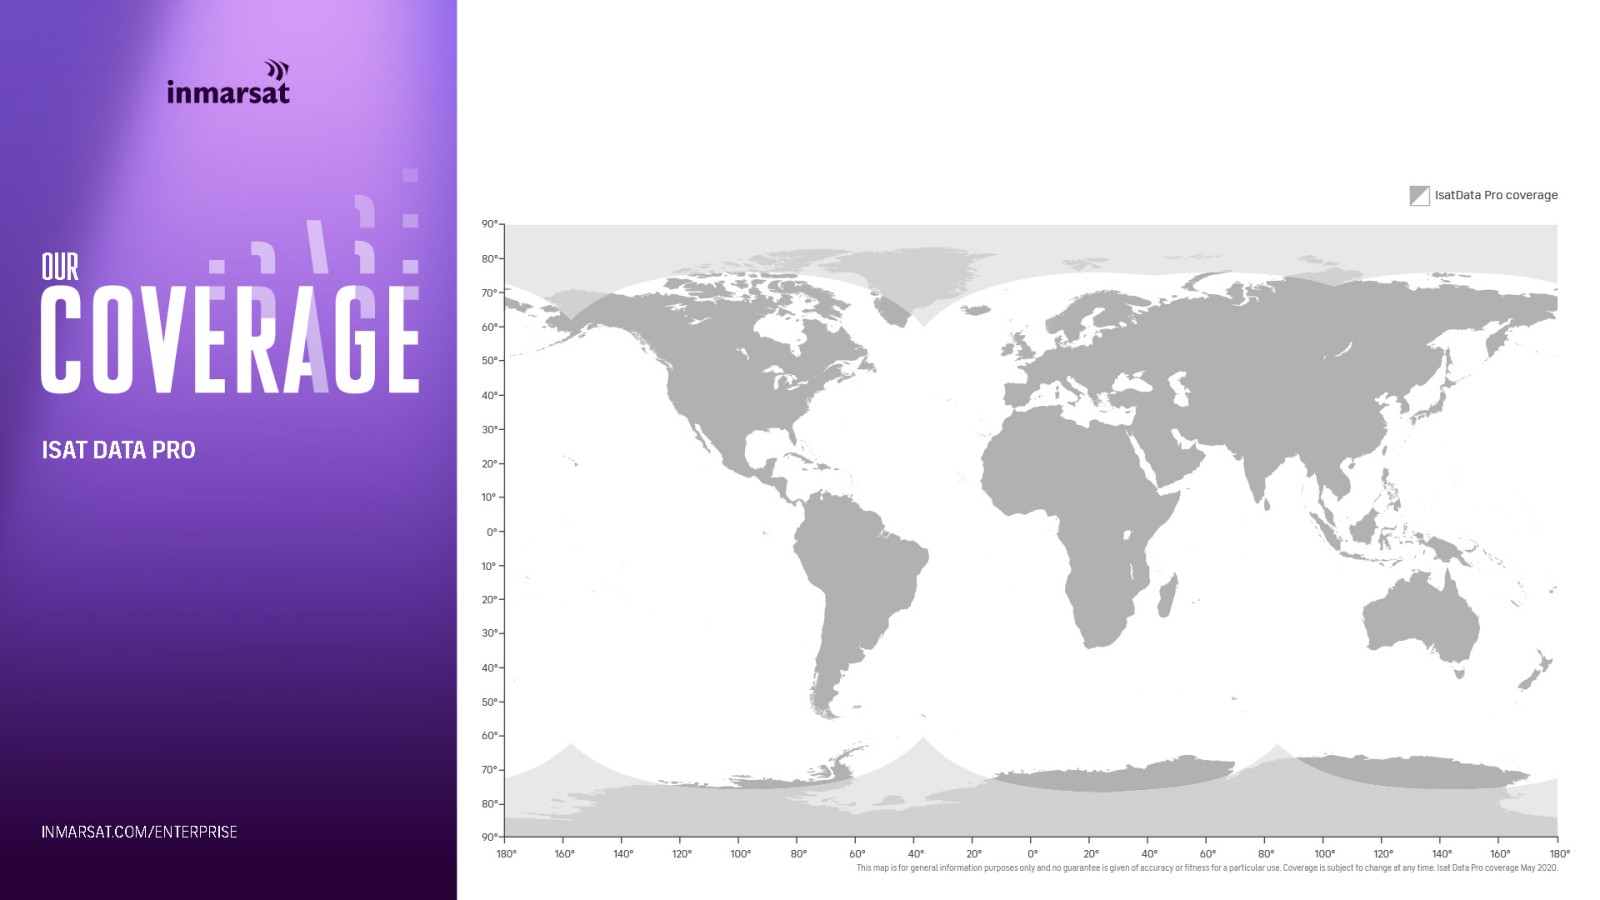 inmarsat
OUR
COVERAGE
ISAT DATA PRO
INMARSAT.COM/ENTERPRISE
IsatData Pro coverage
90°
80°
70°
60°
50°
40°
30°
20°
10°
0°
10°
20°
30°
40°
50°
60°
70°
80°
90°
180° 160° 140° 120° 100° 80° 60° 40° 20° 0° 20° 40° 60° 80° 100° 120° 140° 160° 180°
This map is for general information purposes only and no guarantee is given of accuracy or fitness for a particular use. Coverage is subject to change at any time. Isat Data Pro coverage May 2020.